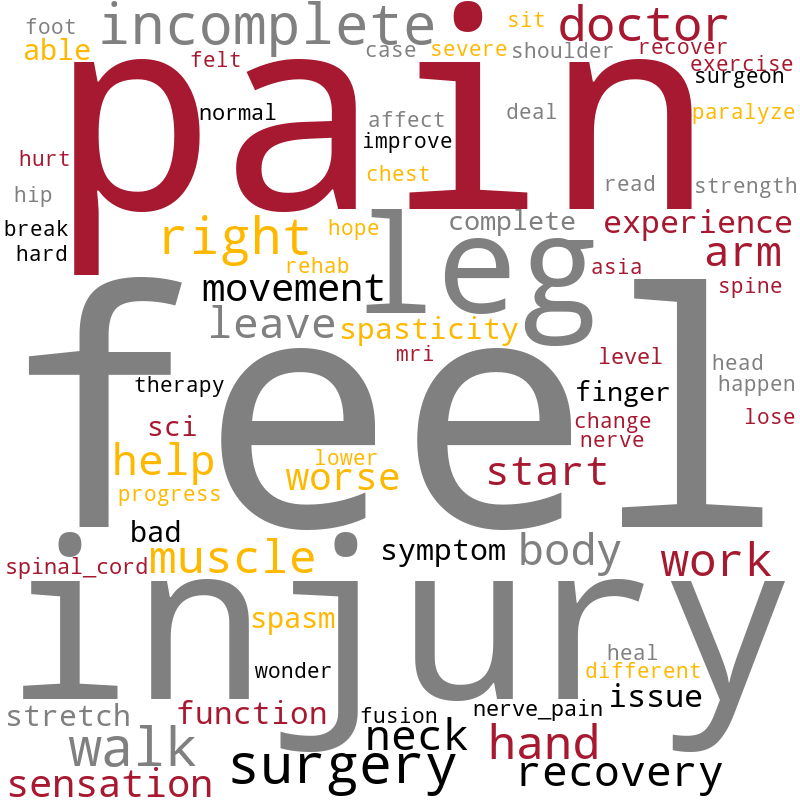 foot
incomplete
sit
doctor
able
felt
case
severe
shoulder
recover
exercise
pain
surgeon
normal
affect
improve
deal
paralyze
hurt
chest
read
strength
hip
break
hard
right
hope
leg
complete
experience
arm
rehab
asia
spine
movement
leave
spasticity
feel
mri
level
head
happen
therapy
finger
sci
change
nerve
lose
help
lower
worse
progress
start
bad
symptom
body
spinal_cord
muscle
work
injury
spasm
wonder
heal
different
issue
stretch
function
fusion
nerve_pain
walk
neck
hand
surgery
recovery
sensation